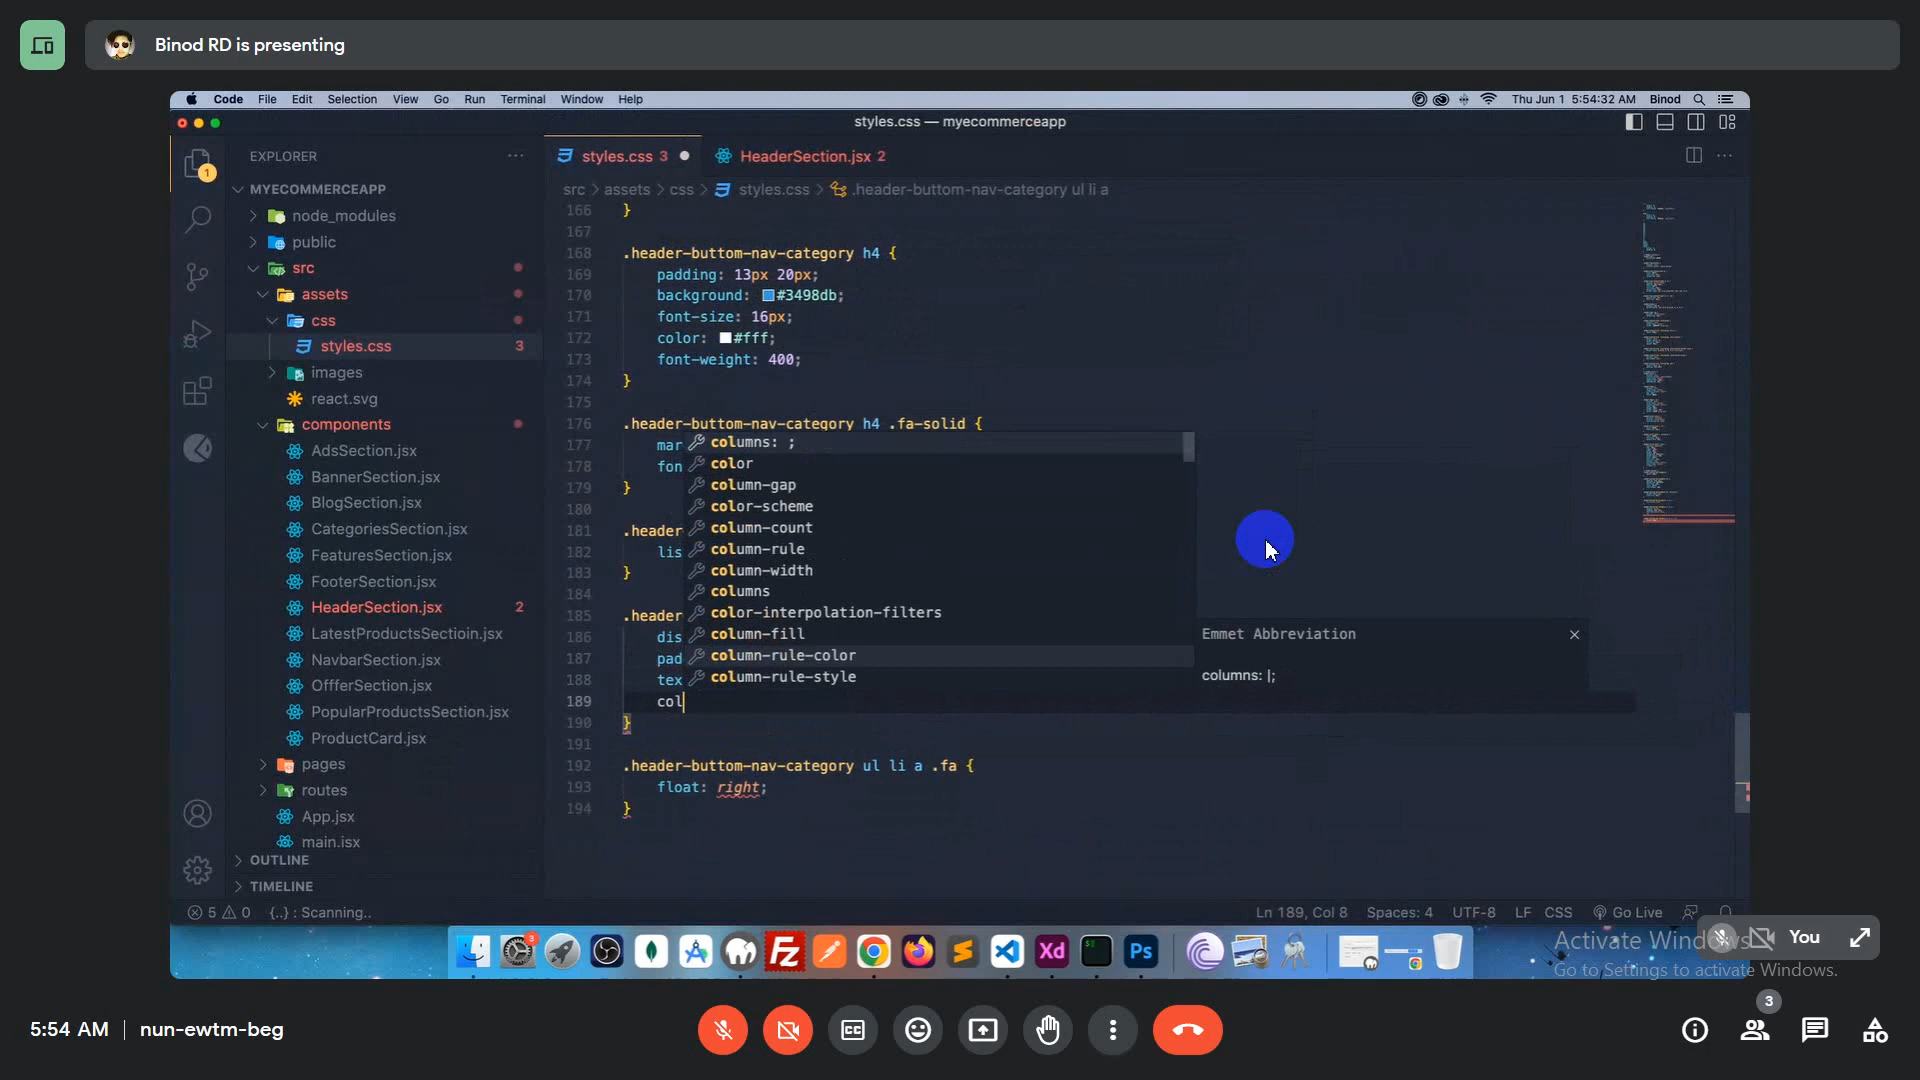 Binod RD is presenting
Code File Edit Selection View Go Run Terminal Window Help
Thu Jun 1 5:54:32 AM Binod
styles.css — myecommerceapp
1
EXPLORER
styles.css 3
HeaderSection.jsx 2
MYECOMMERCEAPP
src > assets > css > styles.css > .header-buttom-nav-category ul li a
node_modules
public
src
assets
css
styles.css 3
images
react.svg
components
AdsSection.jsx
BannerSection.jsx
BlogSection.jsx
CategoriesSection.jsx
FeaturesSection.jsx
FooterSection.jsx
HeaderSection.jsx 2
LatestProductsSectioin.jsx
NavbarSection.jsx
OffferSection.jsx
PopularProductsSection.jsx
ProductCard.jsx
pages
routes
App.jsx
main.jsx
OUTLINE
TIMELINE
166 }
167
168 .header-buttom-nav-category h4 {
169 padding: 13px 20px;
170 background: #3498db;
171 font-size: 16px;
172 color: #fff;
173 font-weight: 400;
174 }
175
176 .header-buttom-nav-category h4 .fa-solid {
177 mar
178 fon
179 }
180
181 .header
182 lis
183 }
184
185 .header
186 dis
187 pad
188 tex
189 col
190 }
191
192 .header-buttom-nav-category ul li a .fa {
193 float: right;
194 }
columns: ;
color
column-gap
color-scheme
column-count
column-rule
column-width
columns
color-interpolation-filters
column-fill
column-rule-color
column-rule-style
Emmet Abbreviation
columns: |;
5 0 {..} : Scanning..
Ln 189, Col 8 Spaces: 4 UTF-8 LF CSS Go Live
3
Xd
$
Ps
Fz
Activate Windows
Go to Settings to activate Windows.
You
5:54 AM | nun-ewtm-beg
3